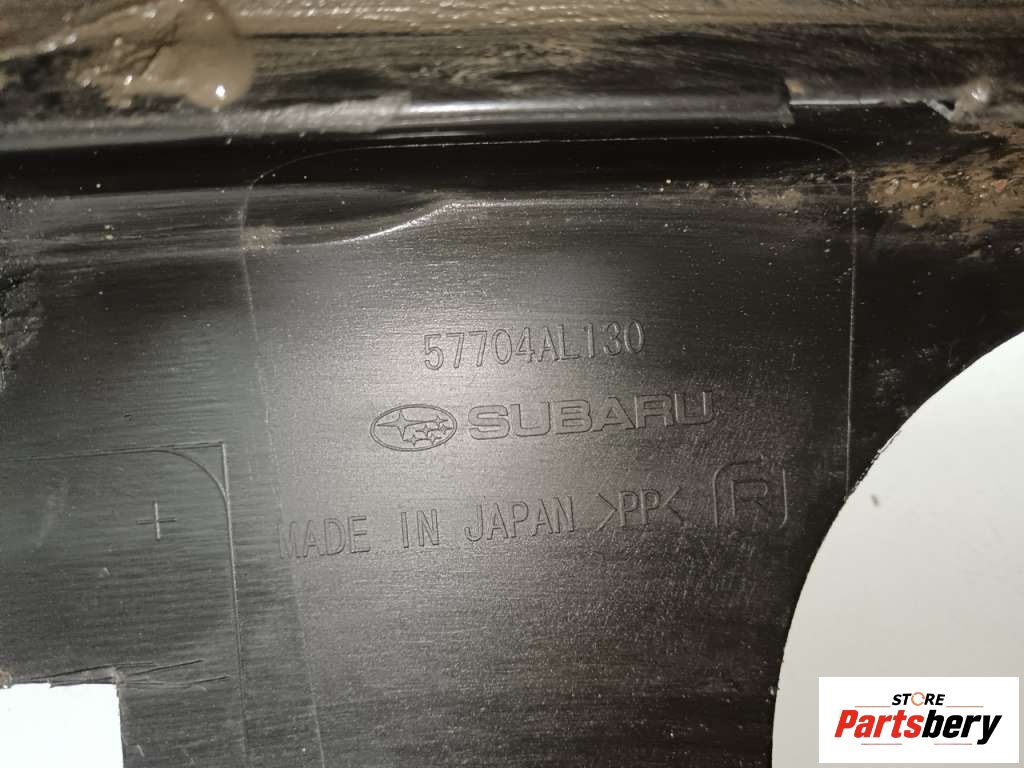 57704AL130
SUBARU
MADE IN JAPAN >PP< R
STORE
Partsbery